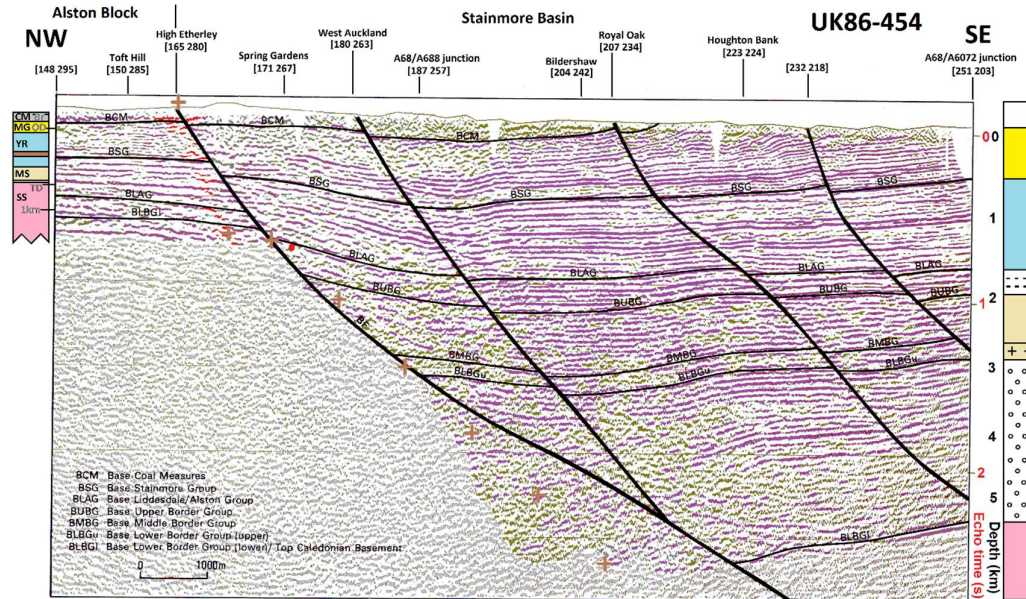 Alston Block
Stainmore Basin
UK86-454
NW
SE
High Etherley
[165 280]
West Auckland
[180 263]
Royal Oak
[207 234]
Houghton Bank
[223 224]
Toft Hill
[150 285]
Spring Gardens
[171 267]
A68/A688 junction
[187 257]
Bildershaw
[204 242]
A68/A6072 junction
[251 203]
[148 295]
[232 218]
CM
MG OD
YR
MS
SS
TD
1km
BCM
BCM
BCM
BSG
BSG
BSG
BSG
BLAG
BLAG
BLAG
BLAG
BLAG
BLBGl
BUBG
BUBG
BUBG
BF
BMBG
BMBG
BMBG
BLBGu
BLBGu
BLBGu
BLBGl
0 0
1
1 2
3
4
2
5
Echo time (s)
Depth (km)
BCM Base Coal Measures
BSG Base Stainmore Group
BLAG Base Liddesdale/Alston Group
BUBG Base Upper Border Group
BMBG Base Middle Border Group
BLBGu Base Lower Border Group (upper)
BLBGl Base Lower Border Group (lower)/ Top Caledonian Basement
0 1000m